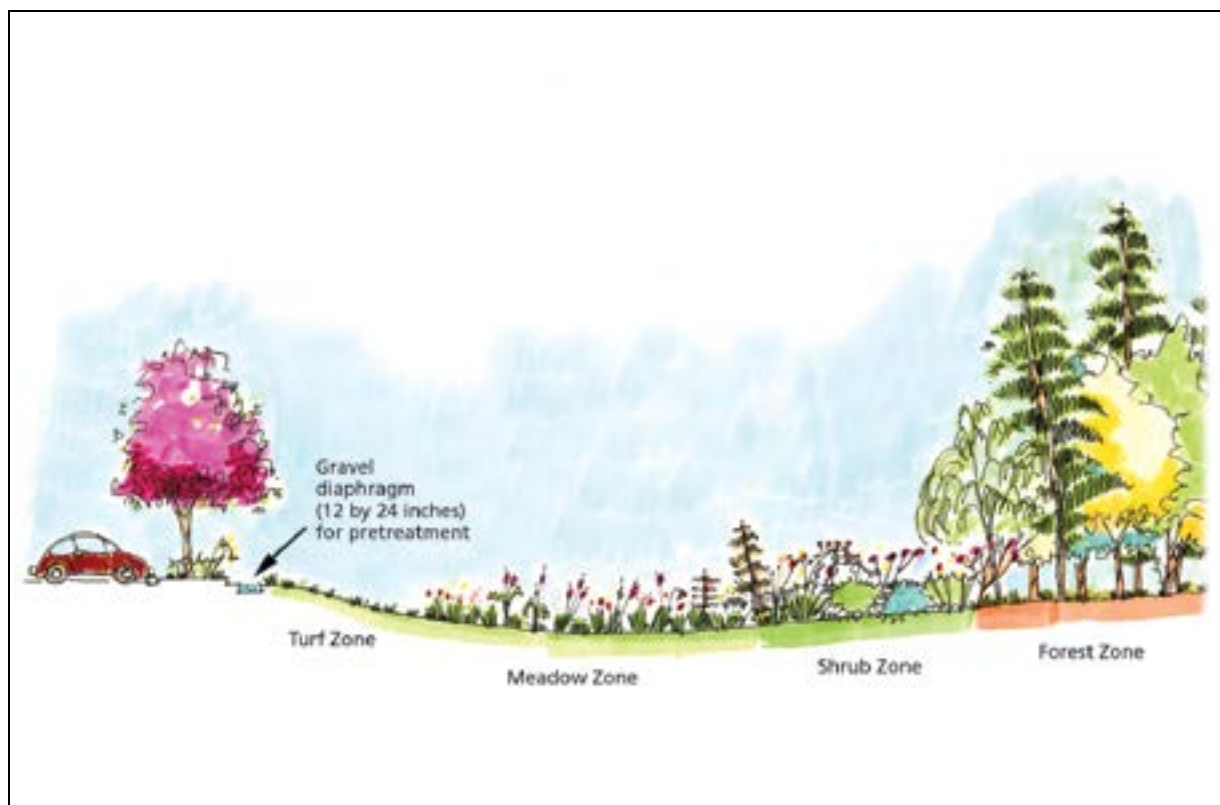 Gravel
diaphragm
(12 by 24 inches)
for pretreatment
Turf Zone
Meadow Zone
Shrub Zone
Forest Zone